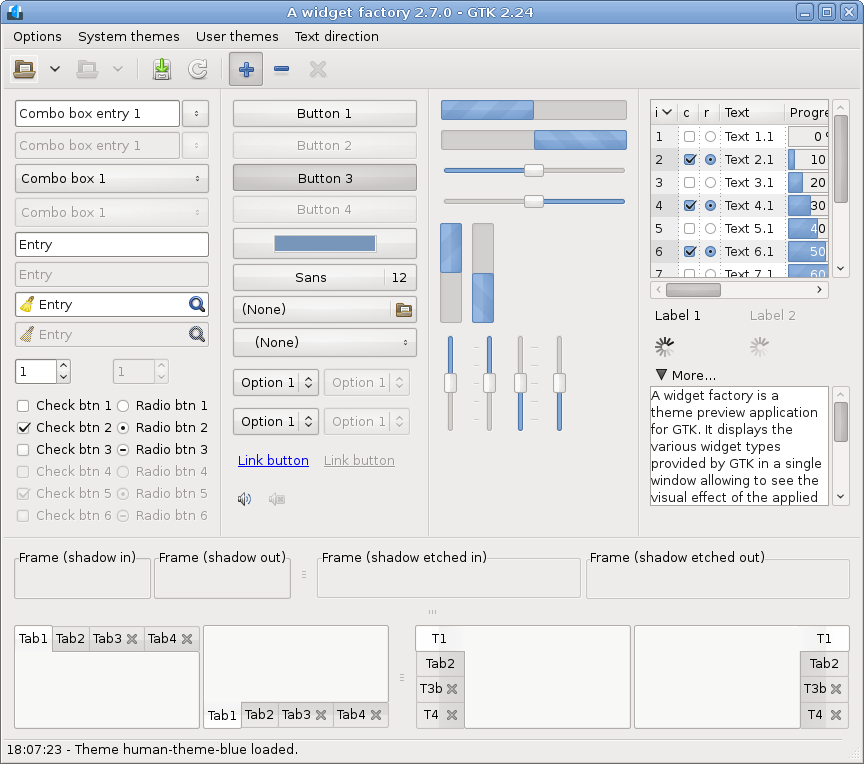 A widget factory 2.7.0 - GTK 2.24
Options System themes User themes Text direction
Combo box entry 1
Combo box entry 1
Combo box 1
Combo box 1
Entry
Entry
Entry
Entry
1 1
Check btn 1 Radio btn 1
Check btn 2 Radio btn 2
Check btn 3 Radio btn 3
Check btn 4 Radio btn 4
Check btn 5 Radio btn 5
Check btn 6 Radio btn 6
Button 1
Button 2
Button 3
Button 4
Sans 12
(None)
(None)
Option 1 Option 1
Option 1 Option 1
Link button Link button
i c r Text Progre
1 Text 1.1 0 %
2 Text 2.1 10
3 Text 3.1 20
4 Text 4.1 30
5 Text 5.1 40
6 Text 6.1 50
7 Text 7.1 60
Label 1 Label 2
More...
A widget factory is a
theme preview application
for GTK. It displays the
various widget types
provided by GTK in a single
window allowing to see the
visual effect of the applied
Frame (shadow in) Frame (shadow out) Frame (shadow etched in) Frame (shadow etched out)
Tab1 Tab2 Tab3 Tab4
Tab1 Tab2 Tab3 Tab4
T1
Tab2
T3b
T4
T1
Tab2
T3b
T4
18:07:23 - Theme human-theme-blue loaded.